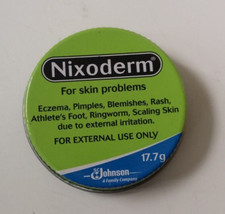 Nixoderm®
For skin problems
Eczema, Pimples, Blemishes, Rash,
Athlete's Foot, Ringworm, Scaling Skin
due to external irritation.
FOR EXTERNAL USE ONLY
17.7g
Johnson
A Family Company